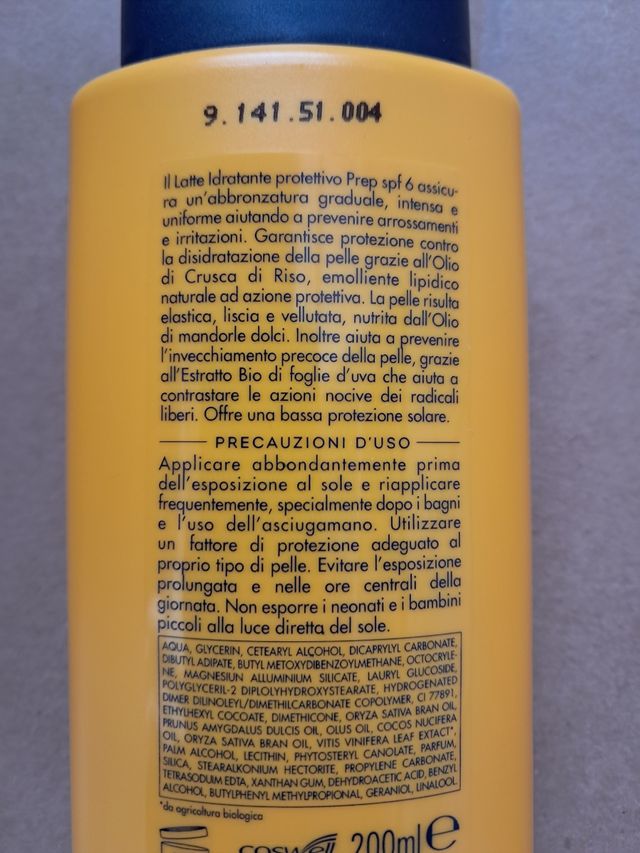 9.141.51.004
Il Latte Idratante protettivo Prep spf 6 assicu-
ra un'abbronzatura graduale, intensa e
uniforme aiutando a prevenire arrossamenti
e irritazioni. Garantisce protezione contro
la disidratazione della pelle grazie all'Olio
di Crusca di Riso, emolliente lipidico
naturale ad azione protettiva. La pelle risulta
elastica, liscia e vellutata, nutrita dall'Olio
di mandorle dolci. Inoltre aiuta a prevenire
l'invecchiamento precoce della pelle, grazie
all'Estratto Bio di foglie d'uva che aiuta a
contrastare le azioni nocive dei radicali
liberi. Offre una bassa protezione solare.
PRECAUZIONI D'USO
Applicare abbondantemente prima
dell'esposizione al sole e riapplicare
frequentemente, specialmente dopo i bagni
e l'uso dell'asciugamano. Utilizzare
un fattore di protezione adeguato al
proprio tipo di pelle. Evitare l'esposizione
prolungata e nelle ore centrali della
giornata. Non esporre i neonati e i bambini
piccoli alla luce diretta del sole.
AQUA, GLYCERIN, CETEARYL ALCOHOL, DICAPRYLYL CARBONATE,
DIBUTYL ADIPATE, BUTYL METOXYDIBENZOYLMETHANE, OCTOCRYLE-
NE, MAGNESIUN ALLUMINIUM SILICATE, LAURYL GLUCOSIDE,
POLYGLYCERIL-2 DIPLOLYHYDROXYSTEARATE, HYDROGENATED
DIMER DILINOLEYL/DIMETHILCARBONATE COPOLYMER, CI 77891,
ETHYLHEXYL COCOATE, DIMETHICONE, ORYZA SATIVA BRAN OIL,
PRUNUS AMYGDALUS DULCIS OIL, OLUS OIL, COCOS NUCIFERA
OIL, ORYZA SATIVA BRAN OIL, VITIS VINIFERA LEAF EXTRACT*,
PALM ALCOHOL, LECITHIN, PHYTOSTERYL CANOLATE, PARFUM,
SILICA, STEARALKONIUM HECTORITE, PROPYLENE CARBONATE,
TETRASODUIM EDTA, XANTHAN GUM, DEHYDROACETIC ACID, BENZYL
ALCOHOL, BUTYLPHENYL METHYLPROPIONAL, GERANIOL, LINALOOL
*da agricoltura biologica
coswell 200ml e